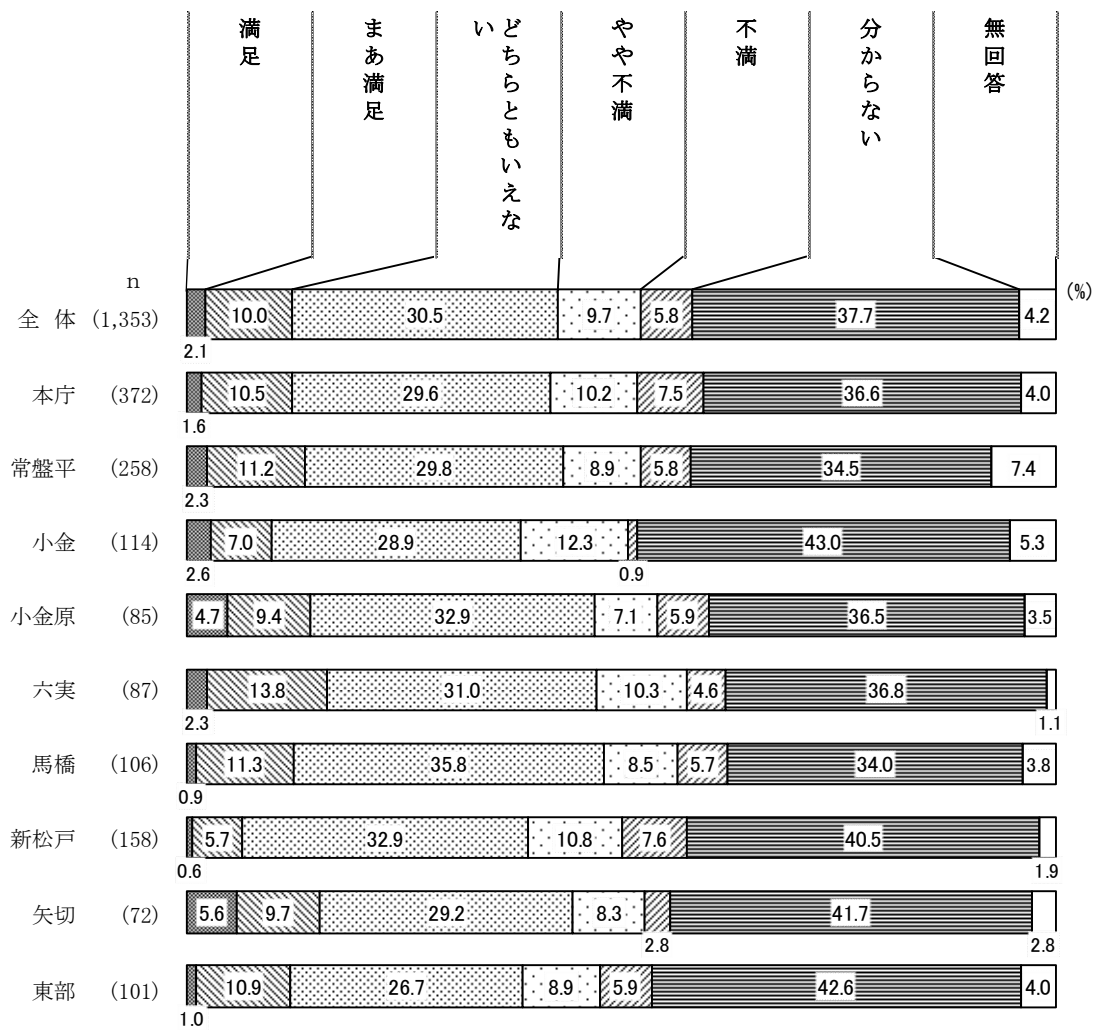 満足
まあ満足
どちらともいえな
い
やや不満
不満
分からない
無回答
n
(%)
全 体 (1,353) 10.0 30.5 9.7 5.8 37.7 4.2
2.1
本庁 (372) 10.5 29.6 10.2 7.5 36.6 4.0
1.6
常盤平 (258) 11.2 29.8 8.9 5.8 34.5 7.4
2.3
小金 (114) 7.0 28.9 12.3 43.0 5.3
2.6 0.9
小金原 (85) 4.7 9.4 32.9 7.1 5.9 36.5 3.5
六実 (87) 13.8 31.0 10.3 4.6 36.8
2.3 1.1
馬橋 (106) 11.3 35.8 8.5 5.7 34.0 3.8
0.9
新松戸 (158) 5.7 32.9 10.8 7.6 40.5
0.6 1.9
矢切 (72) 5.6 9.7 29.2 8.3 41.7
2.8 2.8
東部 (101) 10.9 26.7 8.9 5.9 42.6 4.0
1.0